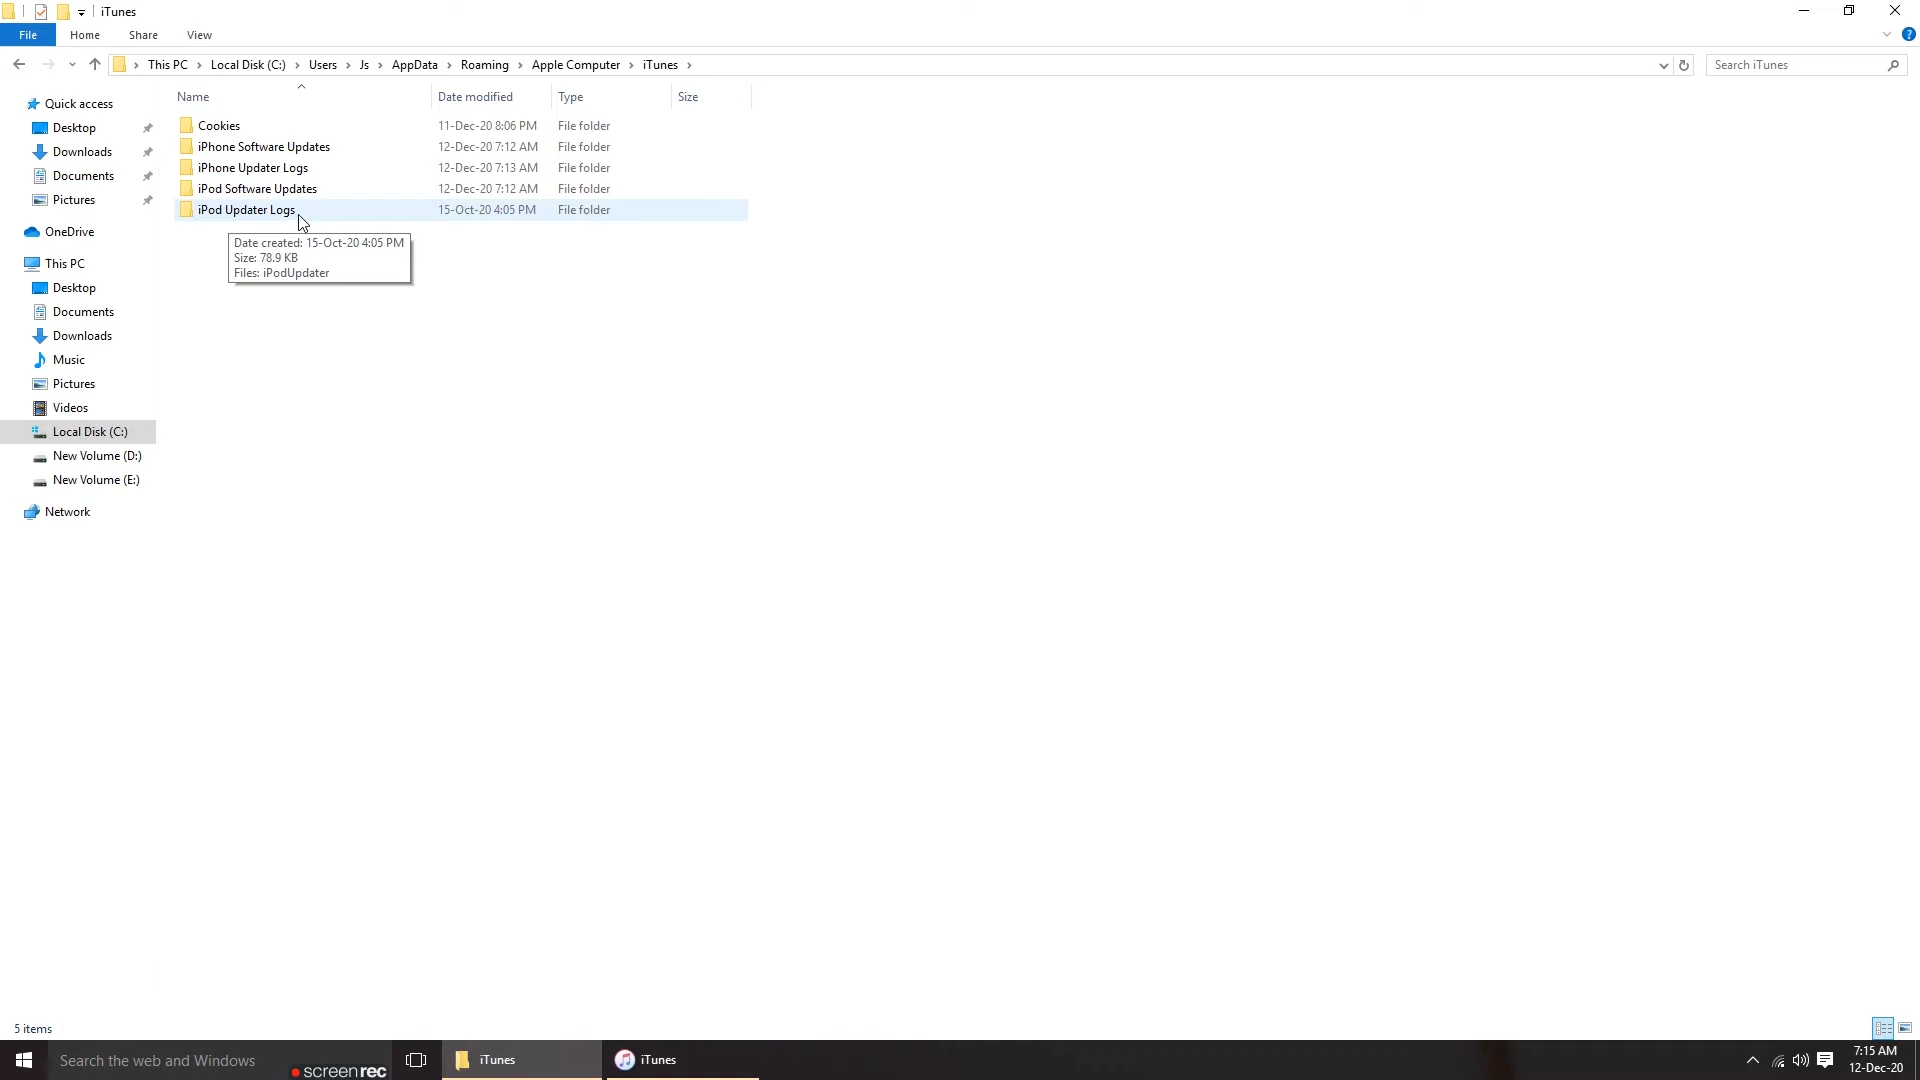 iTunes
File Home Share View
This PC Local Disk (C:) Users Js AppData Roaming Apple Computer iTunes Search iTunes
Name Date modified Type Size
Quick access
Desktop
Downloads
Documents
Pictures
OneDrive
This PC
Desktop
Documents
Downloads
Music
Pictures
Videos
Local Disk (C:)
New Volume (D:)
New Volume (E:)
Network
Cookies 11-Dec-20 8:06 PM File folder
iPhone Software Updates 12-Dec-20 7:12 AM File folder
iPhone Updater Logs 12-Dec-20 7:13 AM File folder
iPod Software Updates 12-Dec-20 7:12 AM File folder
iPod Updater Logs 15-Oct-20 4:05 PM File folder
Date created: 15-Oct-20 4:05 PM
Size: 78.9 KB
Files: iPodUpdater
5 items
Search the web and Windows
screenrec
iTunes
iTunes
7:15 AM
12-Dec-20